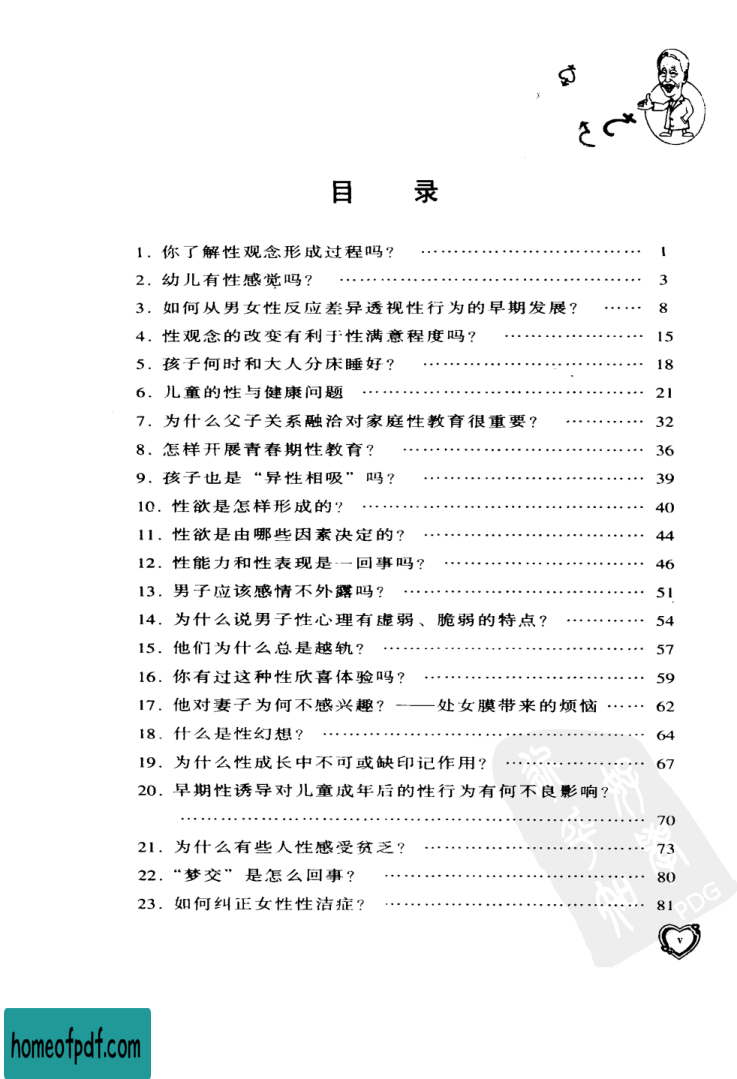 目 录
1. 你了解性观念形成过程吗? …………………………… 1
2. 幼儿有性感觉吗? ……………………………………… 3
3. 如何从男女性反应差异透视性行为的早期发展? …… 8
4. 性观念的改变有利于性满意程度吗? ………………… 15
5. 孩子何时和大人分床睡好? …………………………… 18
6. 儿童的性与健康问题 …………………………………… 21
7. 为什么父子关系融洽对家庭性教育很重要? ………… 32
8. 怎样开展青春期性教育? ……………………………… 36
9. 孩子也是“异性相吸”吗? …………………………… 39
10. 性欲是怎样形成的? …………………………………… 40
11. 性欲是由哪些因素决定的? …………………………… 44
12. 性能力和性表现是一回事吗? ………………………… 46
13. 男子应该感情不外露吗? ……………………………… 51
14. 为什么说男子性心理有虚弱、脆弱的特点? ………… 54
15. 他们为什么总是越轨? ………………………………… 57
16. 你有过这种性欣喜体验吗? …………………………… 59
17. 他对妻子为何不感兴趣? ——处女膜带来的烦恼 …… 62
18. 什么是性幻想? ………………………………………… 64
19. 为什么性成长中不可或缺印记作用? ………………… 67
20. 早期性诱导对儿童成年后的性行为有何不良影响?
…………………………………………………………… 70
21. 为什么有些人性感受贫乏? …………………………… 73
22. “梦交”是怎么回事? ………………………………… 80
23. 如何纠正女性性洁症? ………………………………… 81
PDG
v
homeofpdf.com